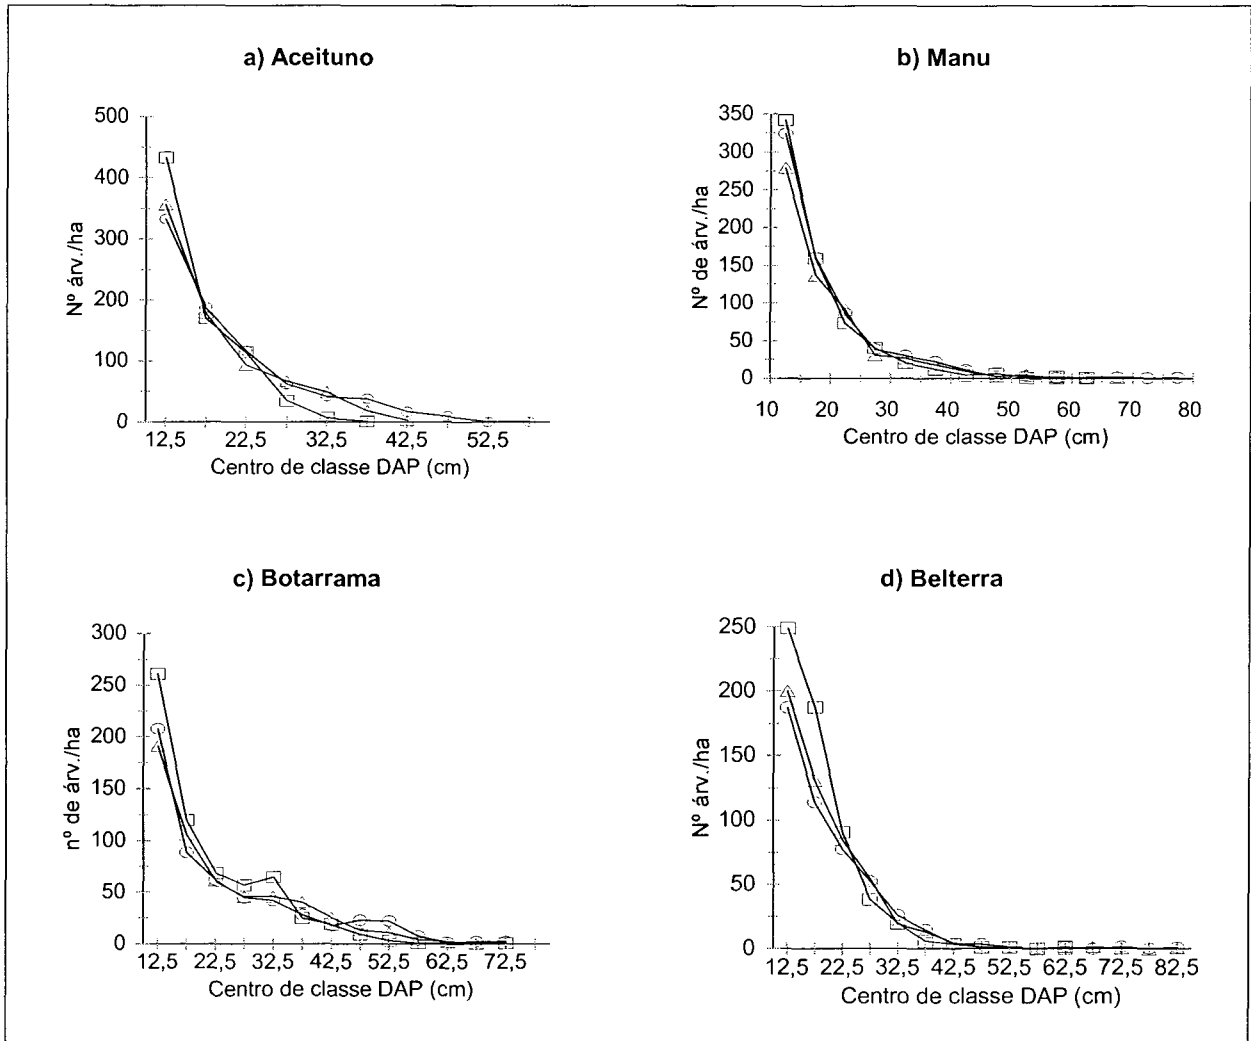 a) Aceituno
Nº árv./ha
500
400
300
200
100
0
12,5 22,5 32,5 42,5 52,5
Centro de classe DAP (cm)
b) Manu
Nº de árv./ha
350
300
250
200
150
100
50
0
10 20 30 40 50 60 70 80
Centro de classe DAP (cm)
c) Botarrama
nº de árv./ha
300
250
200
150
100
50
0
12,5 22,5 32,5 42,5 52,5 62,5 72,5
Centro de classe DAP (cm)
d) Belterra
Nº árv./ha
250
200
150
100
50
0
12,5 22,5 32,5 42,5 52,5 62,5 72,5 82,5
Centro de classe DAP (cm)